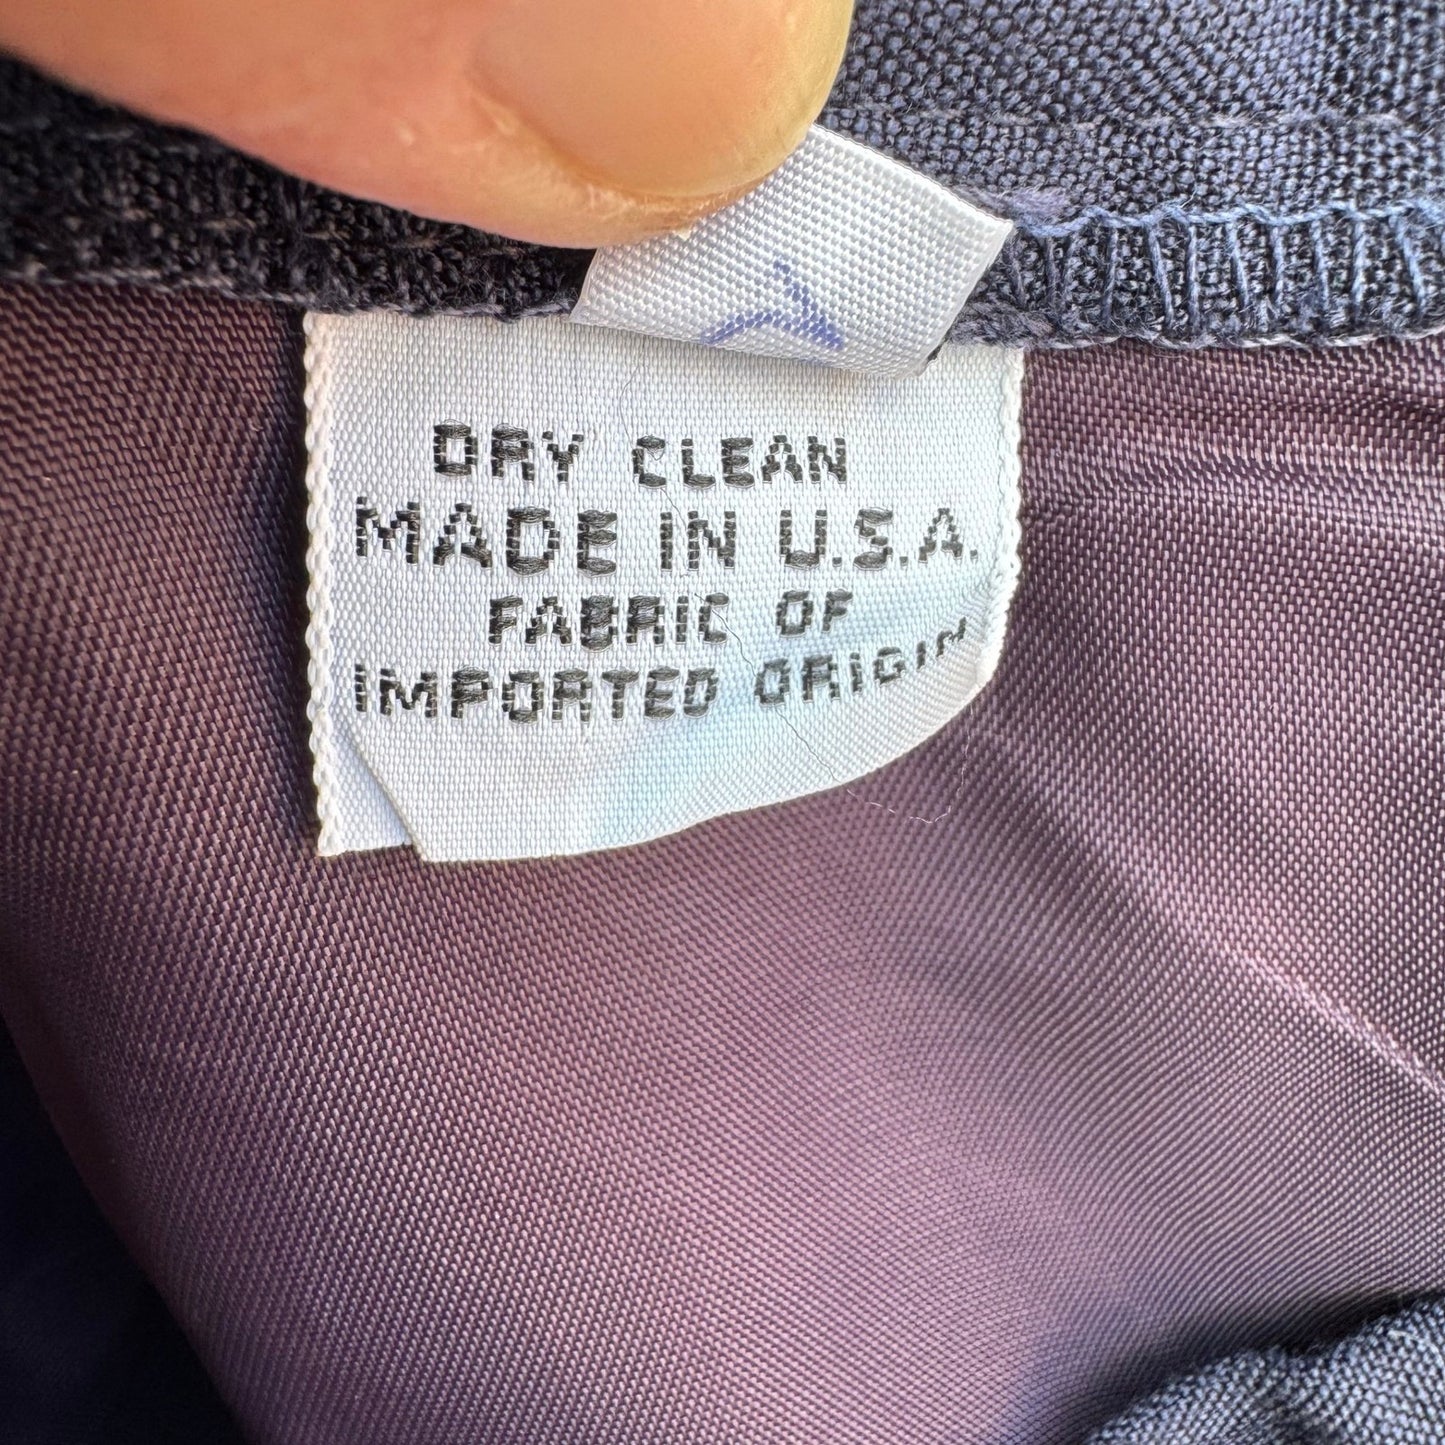 DRY CLEAN
MADE IN U.S.A.
FABRIC OF
IMPORTED ORIGIN